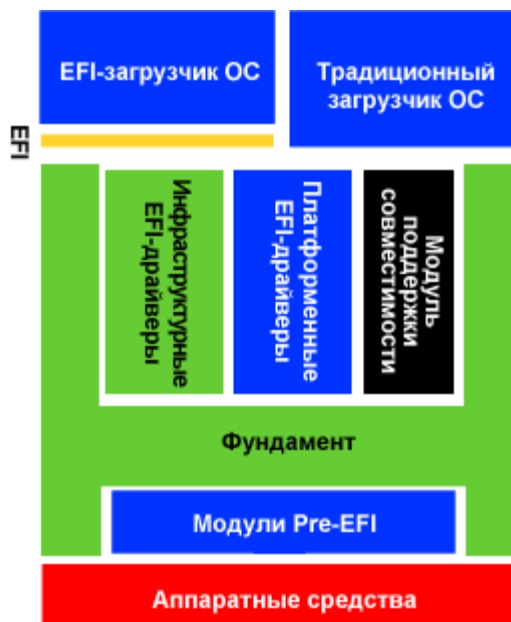 EFI-загрузчик ОС
Традиционный
загрузчик ОС
EFI
Инфраструктурные
EFI-драйверы
Платформенные
EFI-драйверы
Модуль
поддержки
совместимости
Фундамент
Модули Pre-EFI
Аппаратные средства